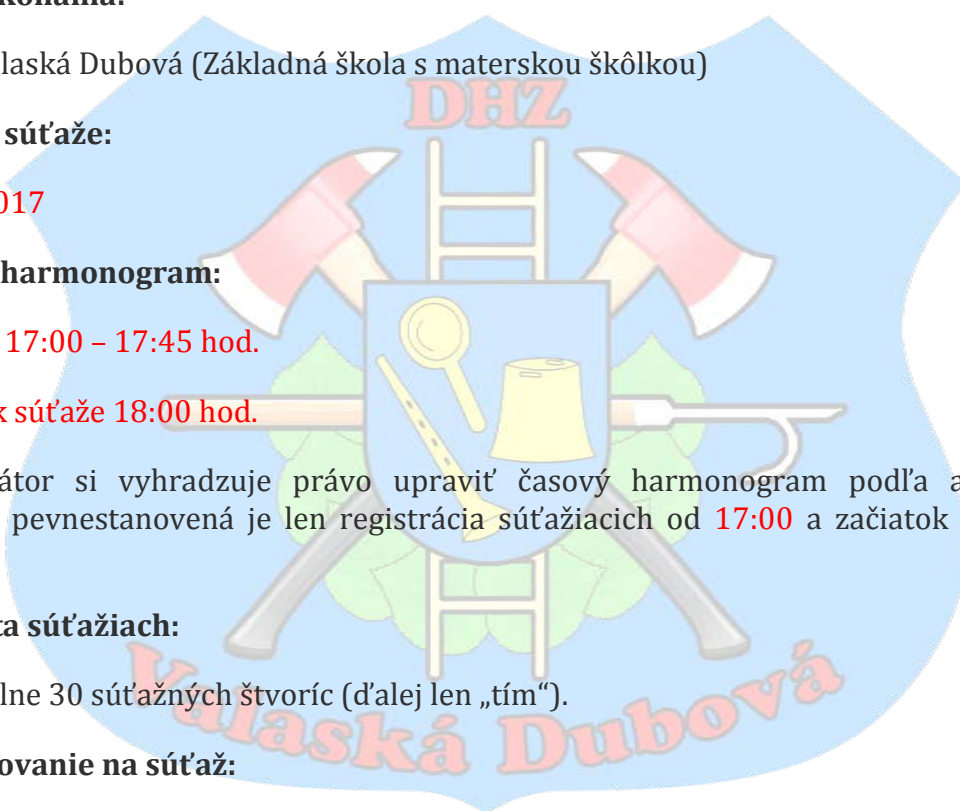 konania:
laská Dubová (Základná škola s materskou škôlkou)
DHZ
súťaže:
017
harmonogram:
17:00 – 17:45 hod.
k súťaže 18:00 hod.
átor si vyhradzuje právo upraviť časový harmonogram podľa a
pevnestanovená je len registrácia súťažiacich od 17:00 a začiatok
ta súťažiach:
lne 30 súťažných štvoríc (ďalej len „tím“).
Valaská Dubová
ovanie na súťaž: